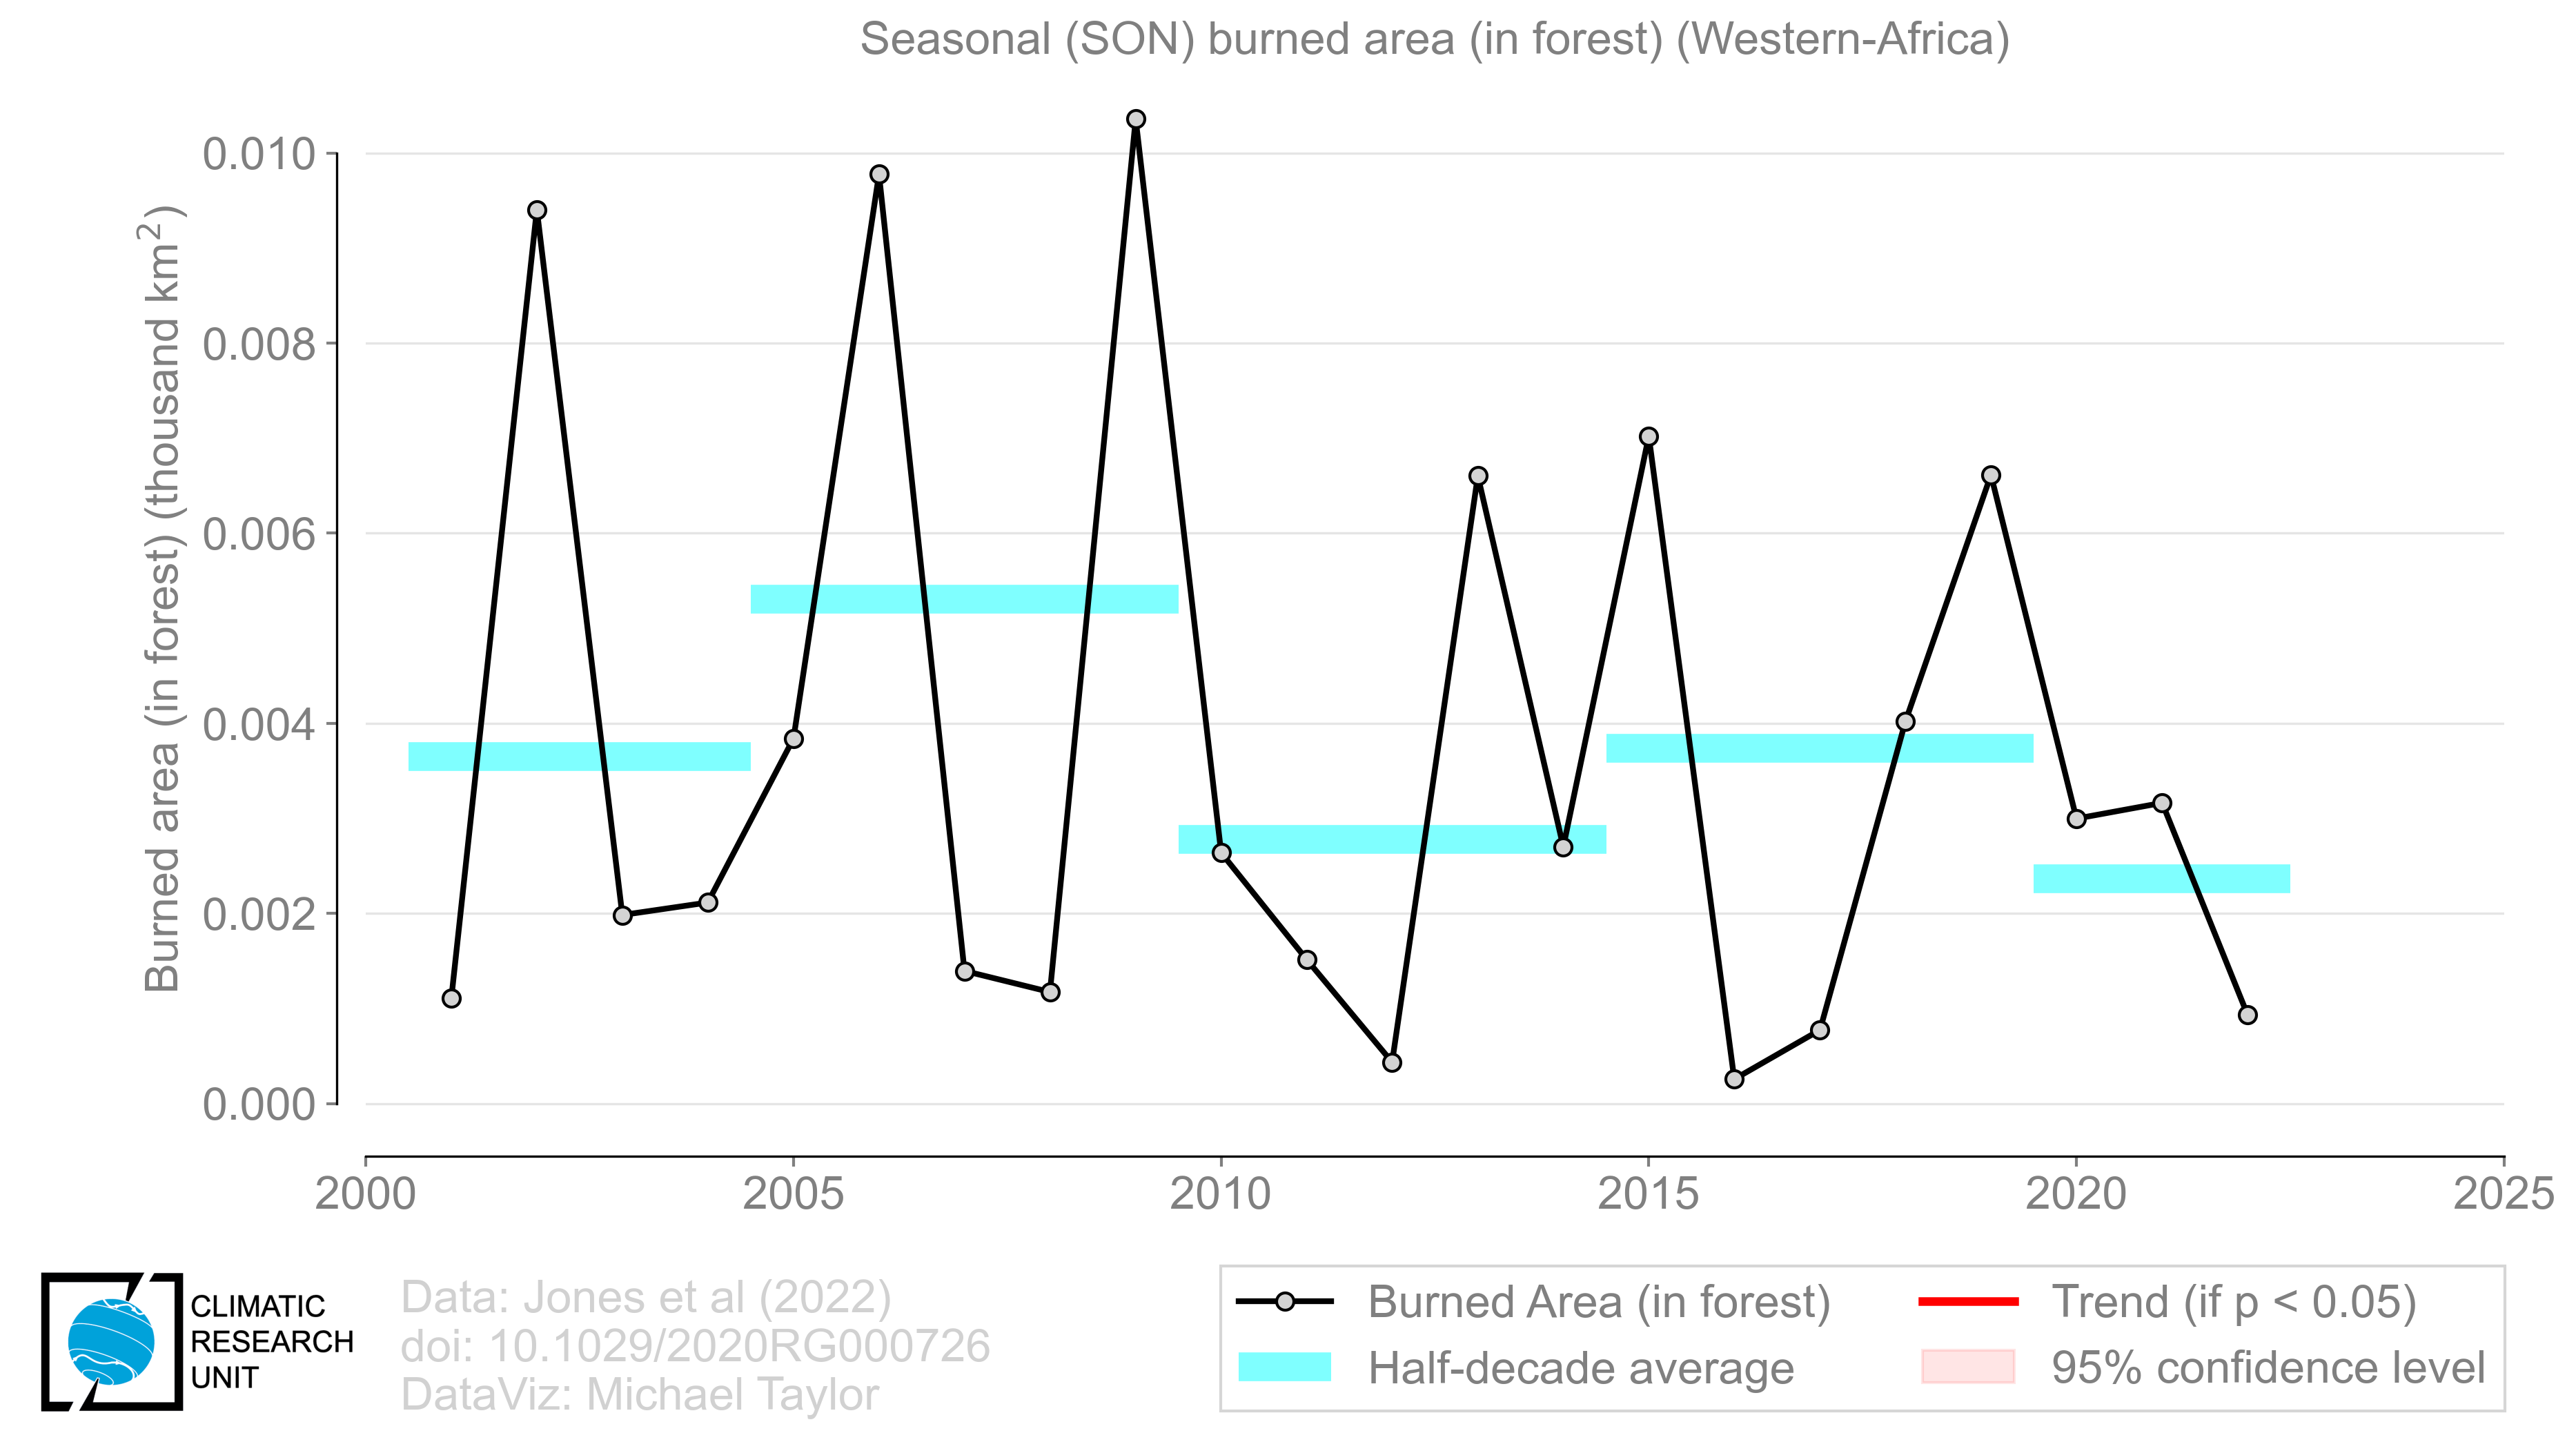 Seasonal (SON) burned area (in forest) (Western-Africa)
Burned area (in forest) (thousand km²)
0.010
0.008
0.006
0.004
0.002
0.000
2000 2005 2010 2015 2020 2025
CLIMATIC
RESEARCH
UNIT
Data: Jones et al (2022)
doi: 10.1029/2020RG000726
DataViz: Michael Taylor
Burned Area (in forest)
Half-decade average
Trend (if p < 0.05)
95% confidence level